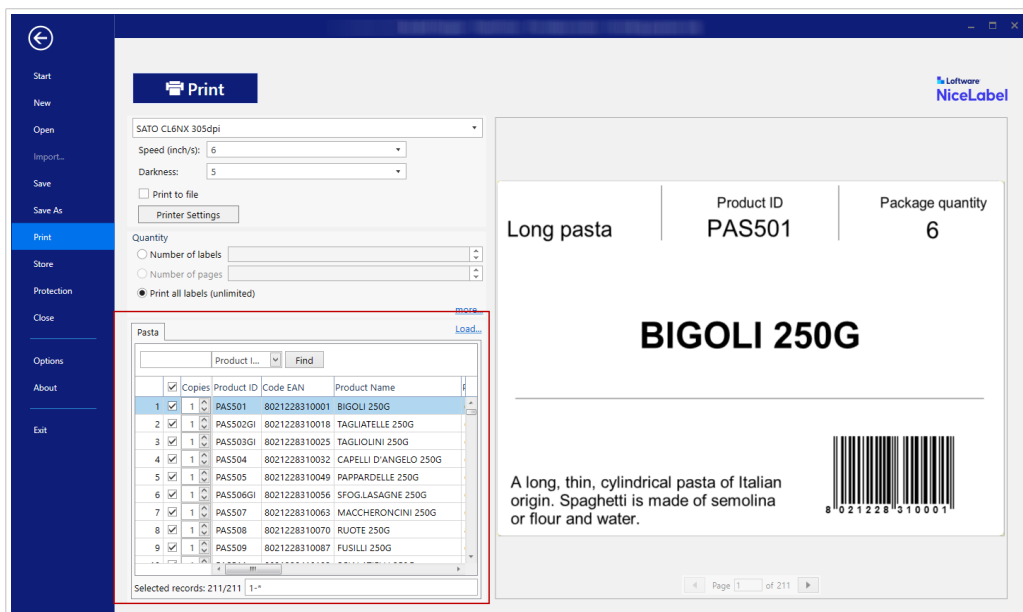 Start
New
Open
Import...
Save
Save As
Print
Store
Protection
Close
Options
About
Exit
Print
Loftware
NiceLabel
SATO CL6NX 305dpi
Speed (inch/s): 6
Darkness: 5
Print to file
Printer Settings
Quantity
Number of labels
Number of pages
Print all labels (unlimited)
more...
Pasta
Load...
Product I... Find
Copies Product ID Code EAN Product Name
1 1 PAS501 8021228310001 BIGOLI 250G
2 1 PAS502GI 8021228310018 TAGLIATELLE 250G
3 1 PAS503GI 8021228310025 TAGLIOLINI 250G
4 1 PAS504 8021228310032 CAPELLI D'ANGELO 250G
5 1 PAS505 8021228310049 PAPPARDELLE 250G
6 1 PAS506GI 8021228310056 SFOG.LASAGNE 250G
7 1 PAS507 8021228310063 MACCHERONCINI 250G
8 1 PAS508 8021228310070 RUOTE 250G
9 1 PAS509 8021228310087 FUSILLI 250G
Selected records: 211/211 1-*
Long pasta
Product ID
PAS501
Package quantity
6
BIGOLI 250G
A long, thin, cylindrical pasta of Italian
origin. Spaghetti is made of semolina
or flour and water.
8 021228 310001
Page 1 of 211